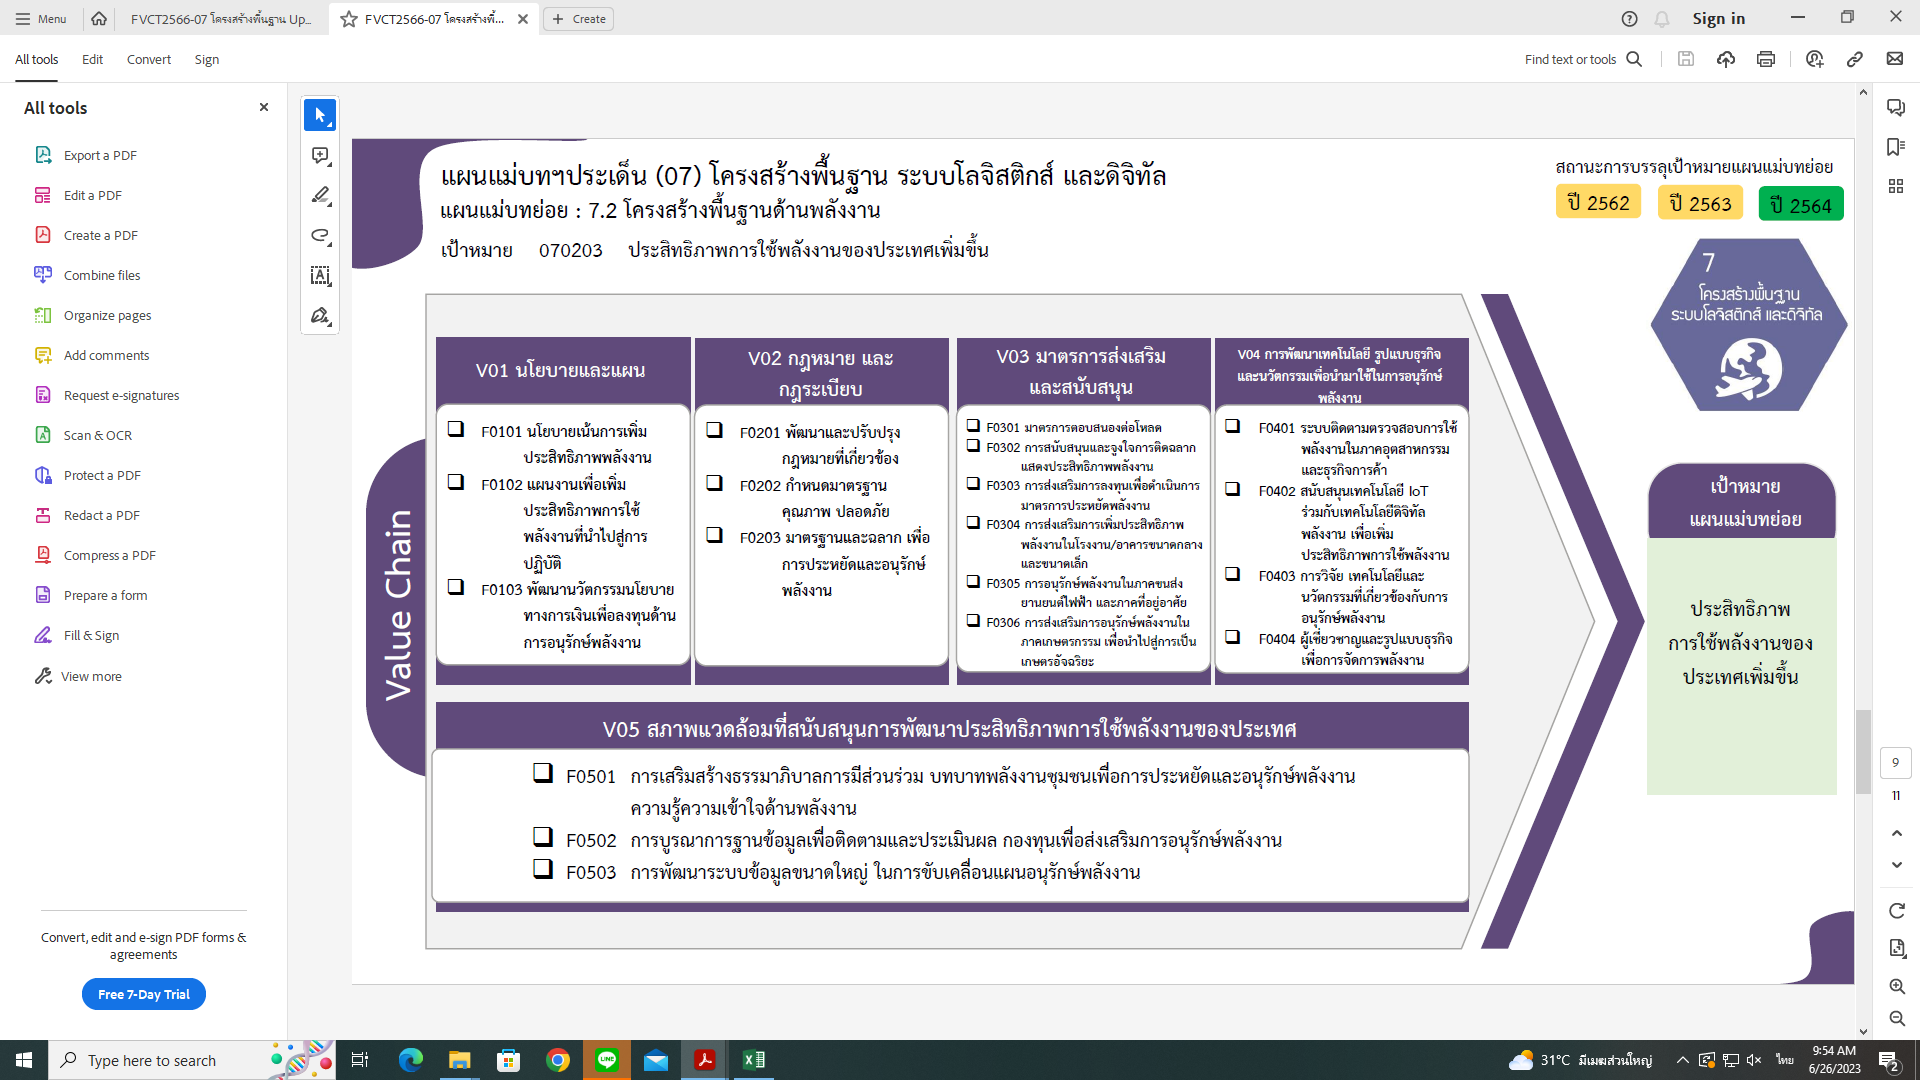 Menu
FVCT2566-07 โครงสร้างพื้นฐาน Up...
FVCT2566-07 โครงสร้างพื้...
Create
Sign in
All tools
Edit
Convert
Sign
Find text or tools
All tools
Export a PDF
Edit a PDF
Create a PDF
Combine files
Organize pages
Add comments
Request e-signatures
Scan & OCR
Protect a PDF
Redact a PDF
Compress a PDF
Prepare a form
Fill & Sign
View more
Convert, edit and e-sign PDF forms &
agreements
Free 7-Day Trial
แผนแม่บทฯประเด็น (07) โครงสร้างพื้นฐาน ระบบโลจิสติกส์ และดิจิทัล
แผนแม่บทย่อย : 7.2 โครงสร้างพื้นฐานด้านพลังงาน
เป้าหมาย 070203 ประสิทธิภาพการใช้พลังงานของประเทศเพิ่มขึ้น
สถานะการบรรลุเป้าหมายแผนแม่บทย่อย
ปี 2562 ปี 2563 ปี 2564
7
โครงสร้างพื้นฐาน
ระบบโลจิสติกส์ และดิจิทัล
Value Chain
V01 นโยบายและแผน
F0101 นโยบายเน้นการเพิ่ม
ประสิทธิภาพพลังงาน
F0102 แผนงานเพื่อเพิ่ม
ประสิทธิภาพการใช้
พลังงานที่นำไปสู่การ
ปฏิบัติ
F0103 พัฒนานวัตกรรมนโยบาย
ทางการเงินเพื่อลงทุนด้าน
การอนุรักษ์พลังงาน
V02 กฎหมาย และ
กฎระเบียบ
F0201 พัฒนาและปรับปรุง
กฎหมายที่เกี่ยวข้อง
F0202 กำหนดมาตรฐาน
คุณภาพ ปลอดภัย
F0203 มาตรฐานและฉลาก เพื่อ
การประหยัดและอนุรักษ์
พลังงาน
V03 มาตรการส่งเสริม
และสนับสนุน
F0301 มาตรการตอบสนองต่อโหลด
F0302 การสนับสนุนและจูงใจการติดฉลาก
แสดงประสิทธิภาพพลังงาน
F0303 การส่งเสริมการลงทุนเพื่อดำเนินการ
มาตรการประหยัดพลังงาน
F0304 การส่งเสริมการเพิ่มประสิทธิภาพ
พลังงานในโรงงาน/อาคารขนาดกลาง
และขนาดเล็ก
F0305 การอนุรักษ์พลังงานในภาคขนส่ง
ยานยนต์ไฟฟ้า และภาคที่อยู่อาศัย
F0306 การส่งเสริมการอนุรักษ์พลังงานใน
ภาคเกษตรกรรม เพื่อนำไปสู่การเป็น
เกษตรอัจฉริยะ
V04 การพัฒนาเทคโนโลยี รูปแบบธุรกิจ
และนวัตกรรมเพื่อนำมาใช้ในการอนุรักษ์
พลังงาน
F0401 ระบบติดตามตรวจสอบการใช้
พลังงานในภาคอุตสาหกรรม
และธุรกิจการค้า
F0402 สนับสนุนเทคโนโลยี IoT
ร่วมกับเทคโนโลยีดิจิทัล
พลังงาน เพื่อเพิ่ม
ประสิทธิภาพการใช้พลังงาน
F0403 การวิจัย เทคโนโลยีและ
นวัตกรรมที่เกี่ยวข้องกับการ
อนุรักษ์พลังงาน
F0404 ผู้เชี่ยวชาญและรูปแบบธุรกิจ
เพื่อการจัดการพลังงาน
V05 สภาพแวดล้อมที่สนับสนุนการพัฒนาประสิทธิภาพการใช้พลังงานของประเทศ
F0501 การเสริมสร้างธรรมาภิบาลการมีส่วนร่วม บทบาทพลังงานชุมชนเพื่อการประหยัดและอนุรักษ์พลังงาน
ความรู้ความเข้าใจด้านพลังงาน
F0502 การบูรณาการฐานข้อมูลเพื่อติดตามและประเมินผล กองทุนเพื่อส่งเสริมการอนุรักษ์พลังงาน
F0503 การพัฒนาระบบข้อมูลขนาดใหญ่ ในการขับเคลื่อนแผนอนุรักษ์พลังงาน
เป้าหมาย
แผนแม่บทย่อย
ประสิทธิภาพ
การใช้พลังงานของ
ประเทศเพิ่มขึ้น
9
11
Type here to search
LINE
31°C มีเมฆส่วนใหญ่
ไทย
9:54 AM
6/26/2023
2